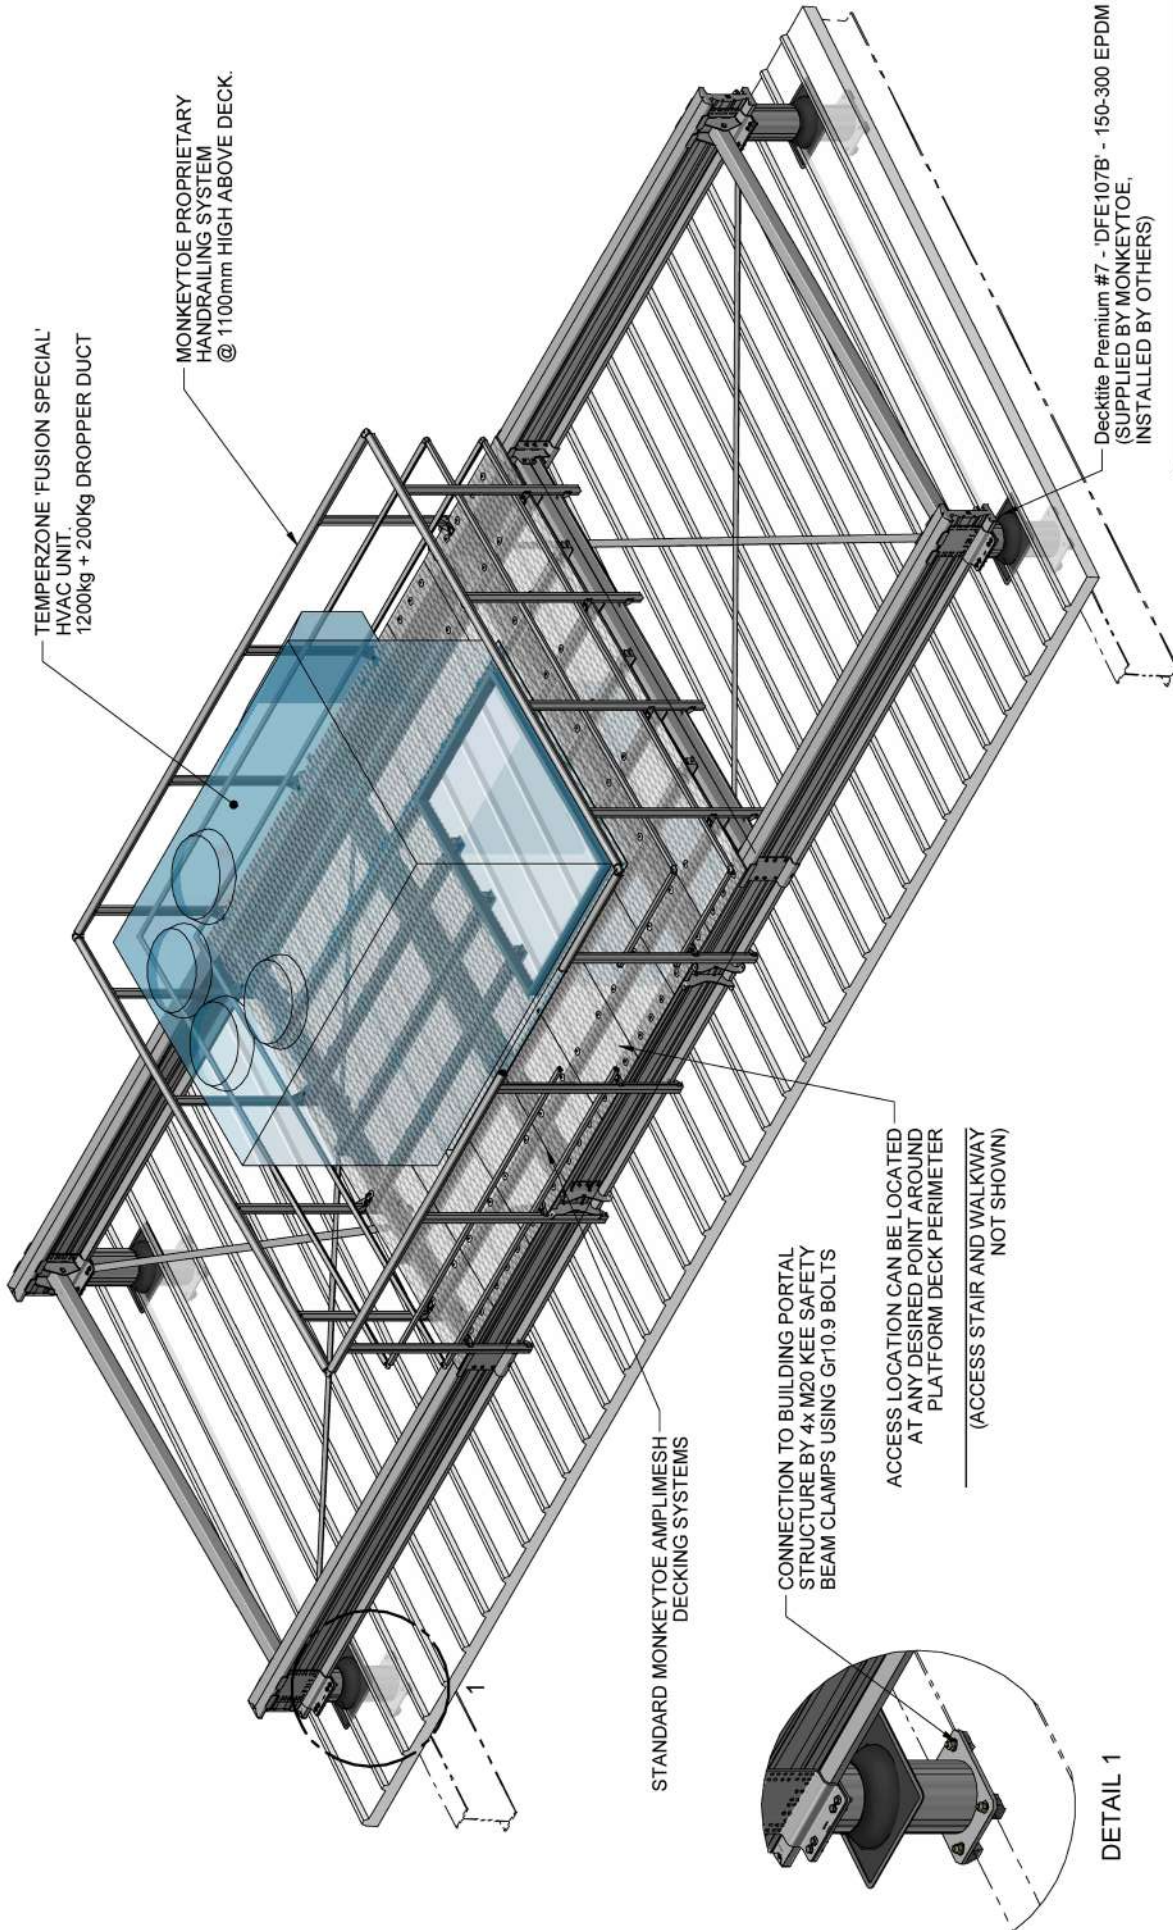 TEMPERZONE 'FUSION SPECIAL'
HVAC UNIT.
1200kg + 200Kg DROPPER DUCT
MONKEYTOE PROPRIETARY
HANDRAILING SYSTEM
@ 1100mm HIGH ABOVE DECK.
STANDARD MONKEYTOE AMPLIMESH
DECKING SYSTEMS
1
CONNECTION TO BUILDING PORTAL
STRUCTURE BY 4x M20 KEE SAFETY
BEAM CLAMPS USING Gr10.9 BOLTS
ACCESS LOCATION CAN BE LOCATED
AT ANY DESIRED POINT AROUND
PLATFORM DECK PERIMETER
(ACCESS STAIR AND WALKWAY
NOT SHOWN)
Decktite Premium #7 - 'DFE107B' - 150-300 EPDM
(SUPPLIED BY MONKEYTOE,
INSTALLED BY OTHERS)
DETAIL 1